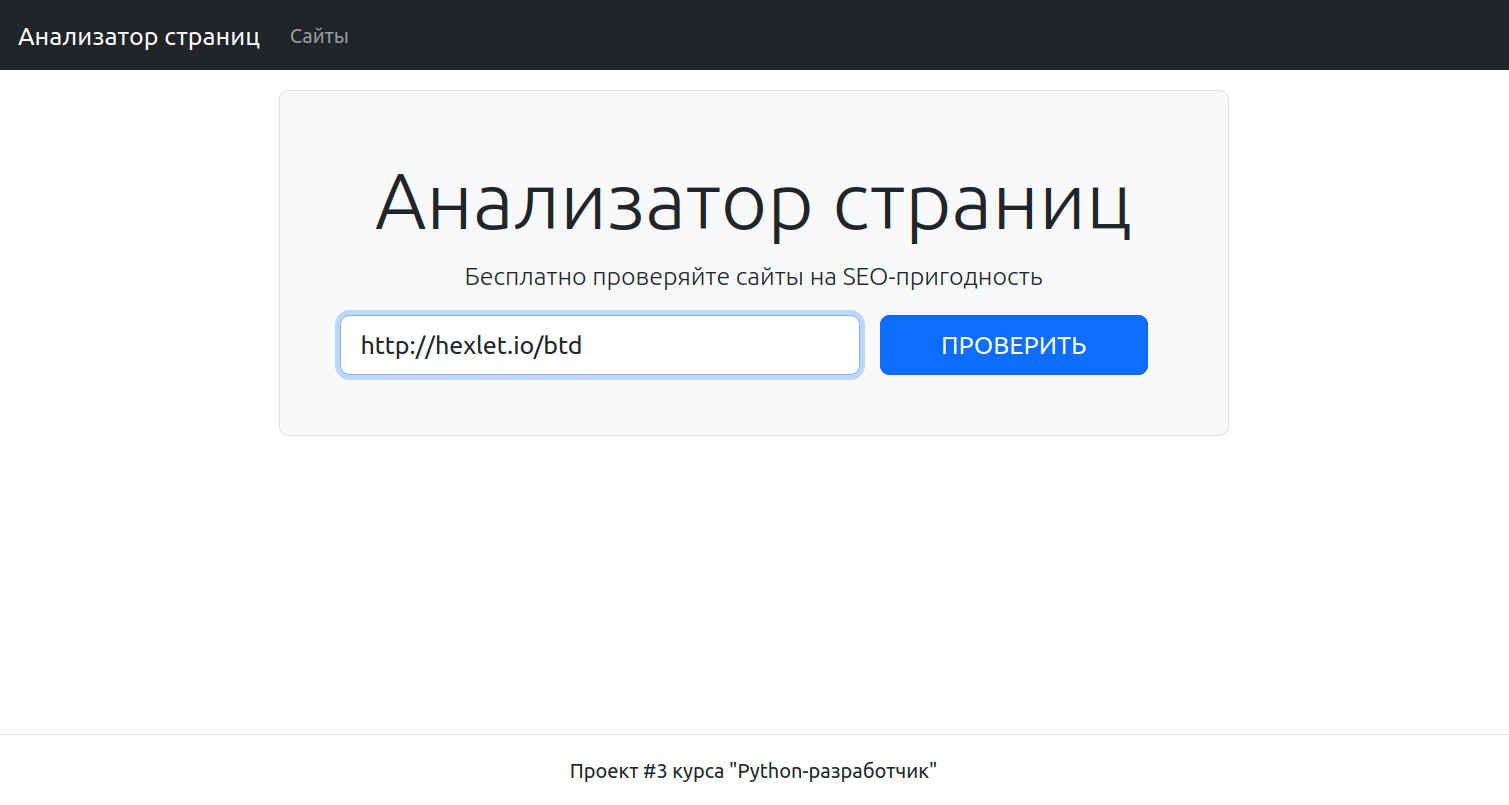 Анализатор страниц Сайты
Анализатор страниц
Бесплатно проверяйте сайты на SEO-пригодность
http://hexlet.io/btd ПРОВЕРИТЬ
Проект #3 курса "Python-разработчик"